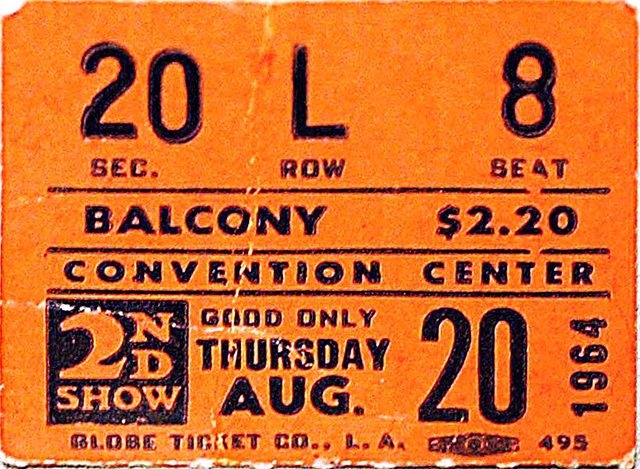 20 L 8
SEC. ROW SEAT
BALCONY $2.20
CONVENTION CENTER
2ND SHOW
GOOD ONLY
THURSDAY
AUG. 20
1964
GLOBE TICKET CO., L. A. 495